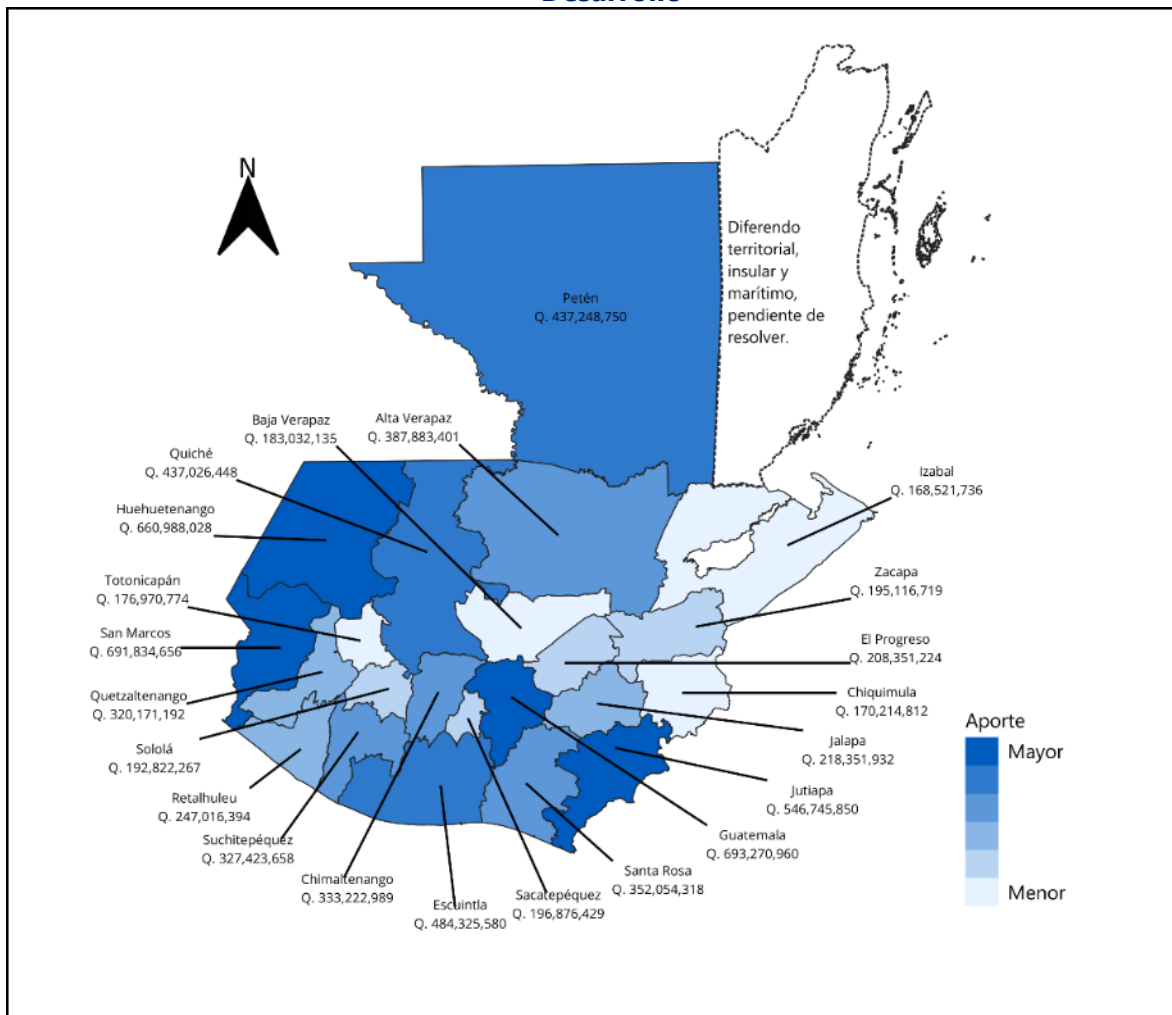 Desarrollo
N
Diferendo
territorial,
insular y
marítimo,
pendiente de
resolver.
Petén
Q. 437,248,750
Baja Verapaz
Q. 183,032,135
Alta Verapaz
Q. 387,883,401
Quiché
Q. 437,026,448
Izabal
Q. 168,521,736
Huehuetenango
Q. 660,988,028
Totonicapán
Q. 176,970,774
Zacapa
Q. 195,116,719
San Marcos
Q. 691,834,656
El Progreso
Q. 208,351,224
Quetzaltenango
Q. 320,171,192
Chiquimula
Q. 170,214,812
Sololá
Q. 192,822,267
Jalapa
Q. 218,351,932
Retalhuleu
Q. 247,016,394
Jutiapa
Q. 546,745,850
Suchitepéquez
Q. 327,423,658
Guatemala
Q. 693,270,960
Chimaltenango
Q. 333,222,989
Santa Rosa
Q. 352,054,318
Escuintla
Q. 484,325,580
Sacatepéquez
Q. 196,876,429
Aporte
Mayor
Menor